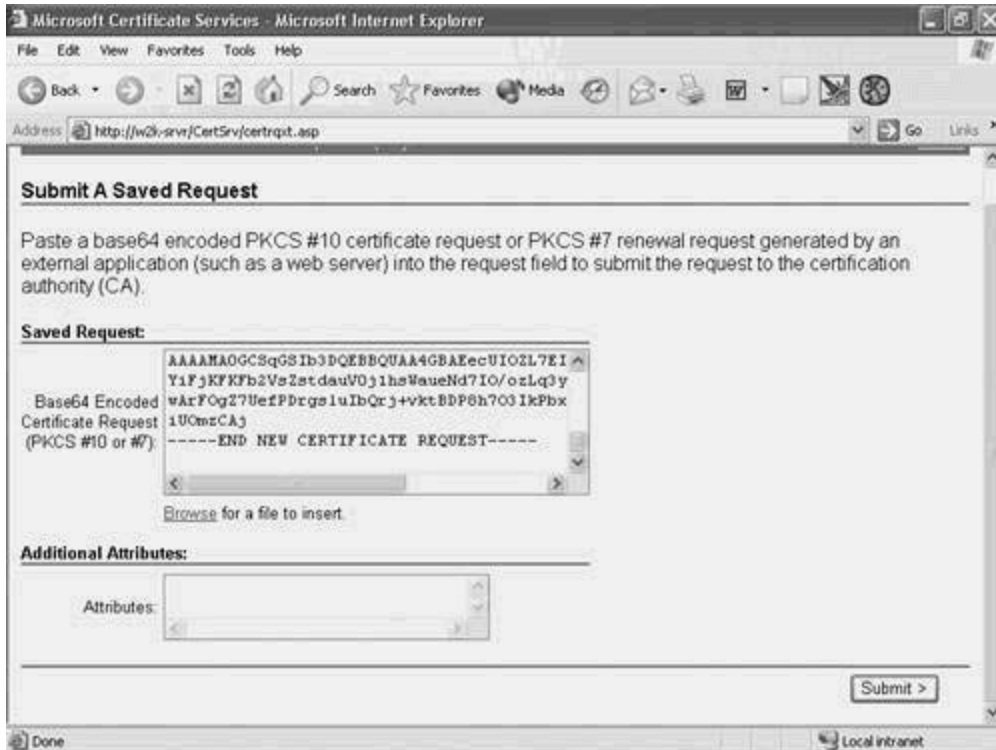 Microsoft Certificate Services - Microsoft Internet Explorer
File Edit View Favorites Tools Help
Back Search Favorites Media
Address http://w2k-srvr/CertSrv/certrqxt.asp Go Links
Submit A Saved Request
Paste a base64 encoded PKCS #10 certificate request or PKCS #7 renewal request generated by an
external application (such as a web server) into the request field to submit the request to the certification
authority (CA).
Saved Request:
Base64 Encoded
Certificate Request
(PKCS #10 or #7):
AAAAMA0GCSqGSIb3DQEBBQUAA4GBAEecUIOZL7EI
YiFjKFKFb2VsZstdauV0j1hsWaueNd7IO/ozLq3y
wArFOgZ7UefPDrgsluIbQrj+vktBDP8h7O3IkPbx
iUOmzCAj
-----END NEW CERTIFICATE REQUEST-----
Browse for a file to insert.
Additional Attributes:
Attributes:
Submit >
Done Local intranet